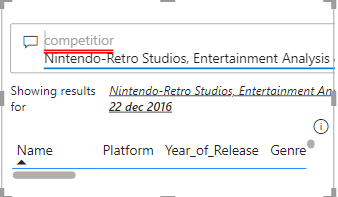 competitior
Nintendo-Retro Studios, Entertainment Analysis
Showing results for
Nintendo-Retro Studios, Entertainment An
22 dec 2016
Name Platform Year_of_Release Genre